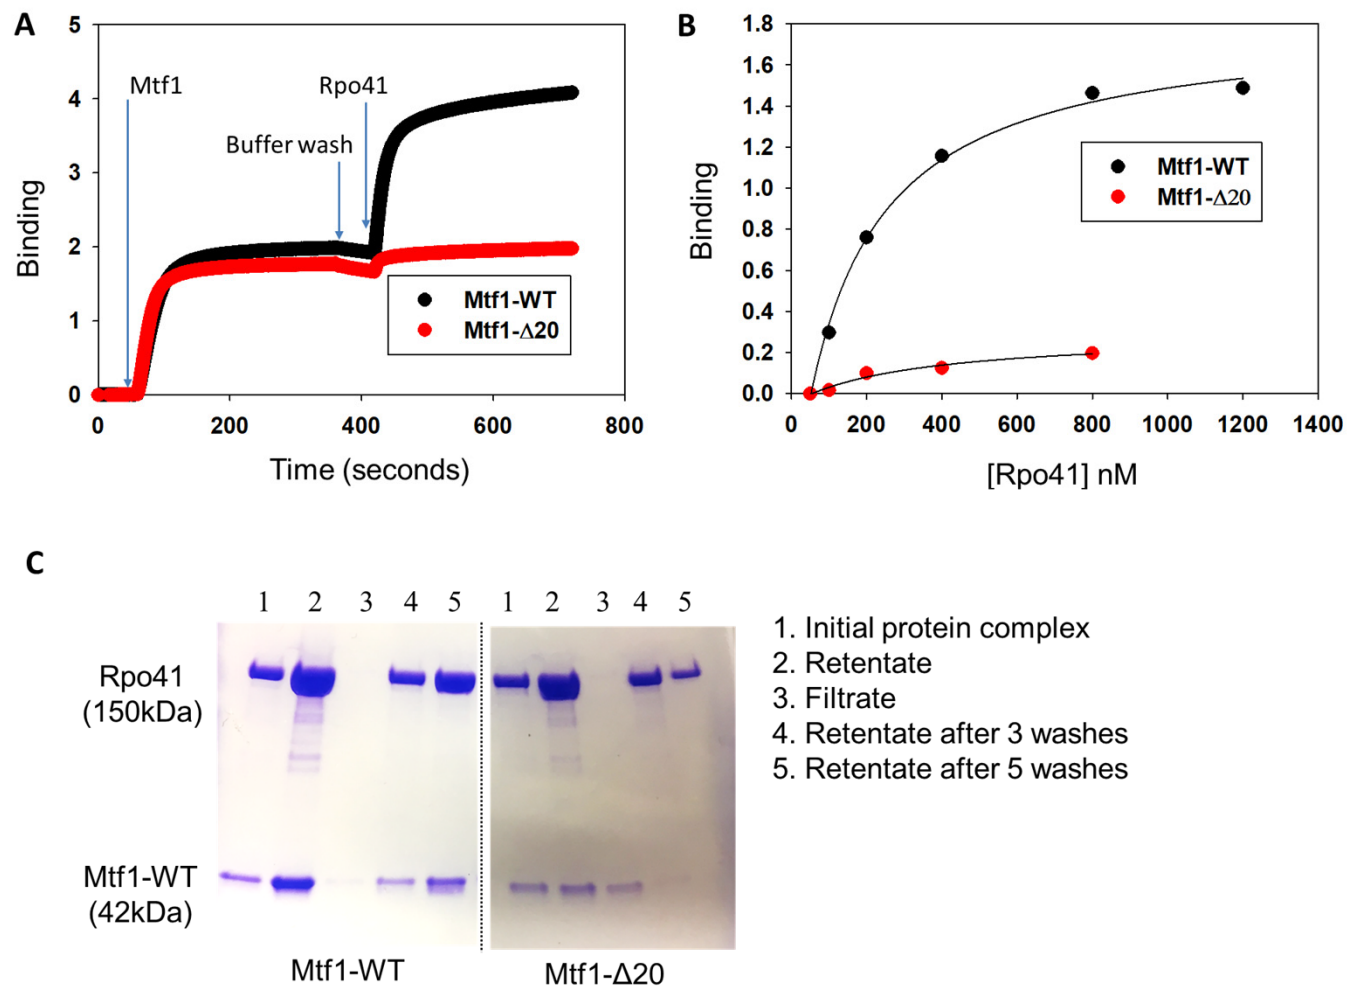 A
5
4
3
2
1
0
Binding
Mtf1
Rpo41
Buffer wash
Mtf1-WT
Mtf1-Δ20
0
200
400
600
800
Time (seconds)
B
1.8
1.6
1.4
1.2
1.0
0.8
0.6
0.4
0.2
0.0
Binding
Mtf1-WT
Mtf1-Δ20
0
200
400
600
800
1000
1200
1400
[Rpo41] nM
C
1 2 3 4 5
1 2 3 4 5
Rpo41
(150kDa)
Mtf1-WT
(42kDa)
Mtf1-WT
Mtf1-Δ20
1. Initial protein complex
2. Retentate
3. Filtrate
4. Retentate after 3 washes
5. Retentate after 5 washes